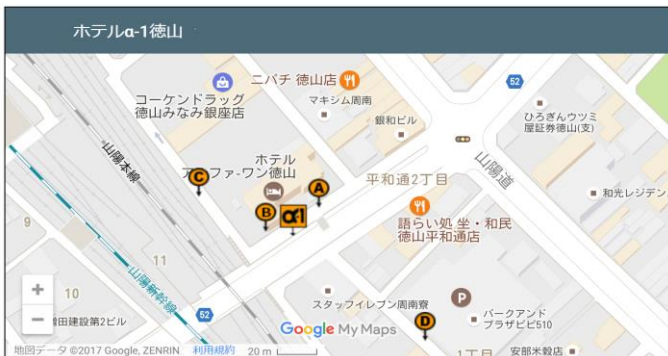 ホテルα-1徳山
ニパチ 徳山店
コーケンドラッグ
徳山みなみ銀座店
マキシム周南
銀和ビル
52
ひろぎんウツミ
屋証券徳山(支)
山陽本線
ホテル
アルファーワン徳山
C
A
B
α-1
平和通2丁目
山陽道
和光レジデン
語らい処 坐・和民
徳山平和通店
9
11
10
山陽新幹線
52
増田建設第2ビル
スタッフイレブン周南寮
P
パークアンド
プラザビビ510
D
1丁目
安部米穀店
Google My Maps
+
−
地図データ ©2017 Google, ZENRIN
利用規約
20 m